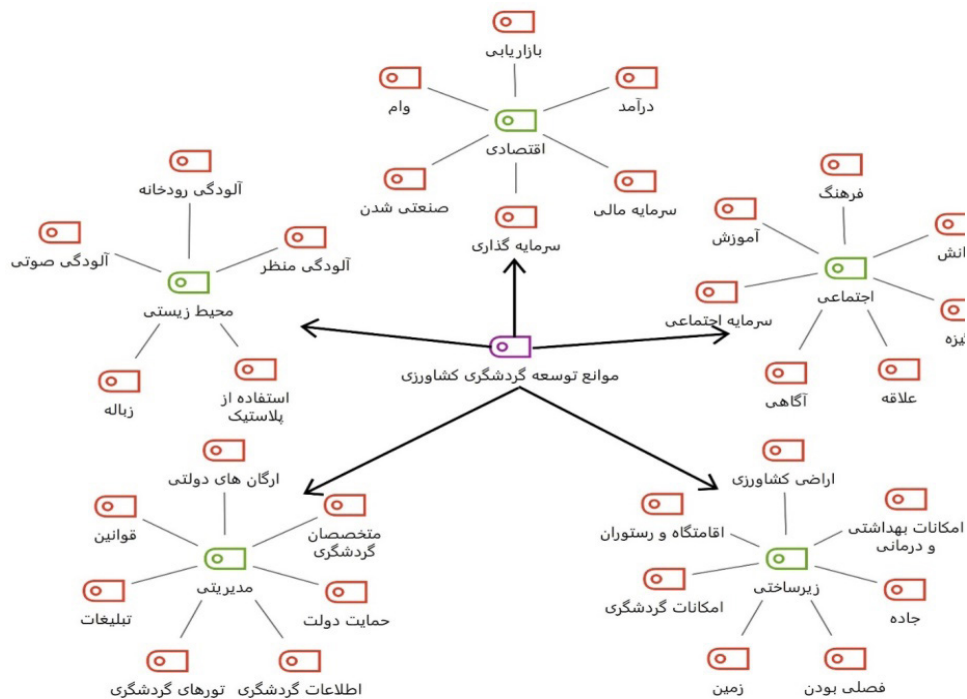 بازاریابی
درآمد
وام
اقتصادی
صنعتی شدن
سرمایه مالی
سرمایه گذاری
آلودگی رودخانه
آلودگی صوتی
آلودگی منظر
محیط زیستی
زباله
استفاده از
پلاستیک
فرهنگ
آموزش
اجتماعی
سرمایه اجتماعی
آگاهی
علاقه
موانع توسعه گردشگری کشاورزی
ارگان های دولتی
قوانین
متخصصان
گردشگری
مدیریتی
تبلیغات
حمایت دولت
تورهای گردشگری
اطلاعات گردشگری
اراضی کشاورزی
اقامتگاه و رستوران
امکانات بهداشتی
و درمانی
زیرساختی
امکانات گردشگری
جاده
زمین
فصلی بودن